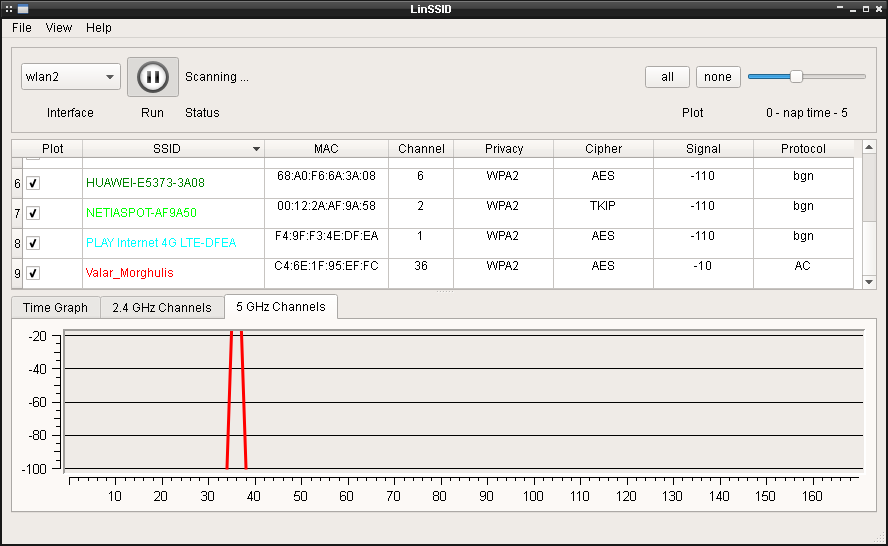 LinSSID
File View Help
wlan2 Scanning ... all none
Interface Run Status Plot 0 - nap time - 5
Plot SSID MAC Channel Privacy Cipher Signal Protocol
6 HUAWEI-E5373-3A08 68:A0:F6:6A:3A:08 6 WPA2 AES -110 bgn
7 NETIASPOT-AF9A50 00:12:2A:AF:9A:58 2 WPA2 TKIP -110 bgn
8 PLAY Internet 4G LTE-DFEA F4:9F:F3:4E:DF:EA 1 WPA2 AES -110 bgn
9 Valar_Morghulis C4:6E:1F:95:EF:FC 36 WPA2 AES -10 AC
Time Graph 2.4 GHz Channels 5 GHz Channels
-20
-40
-60
-80
-100
10 20 30 40 50 60 70 80 90 100 110 120 130 140 150 160